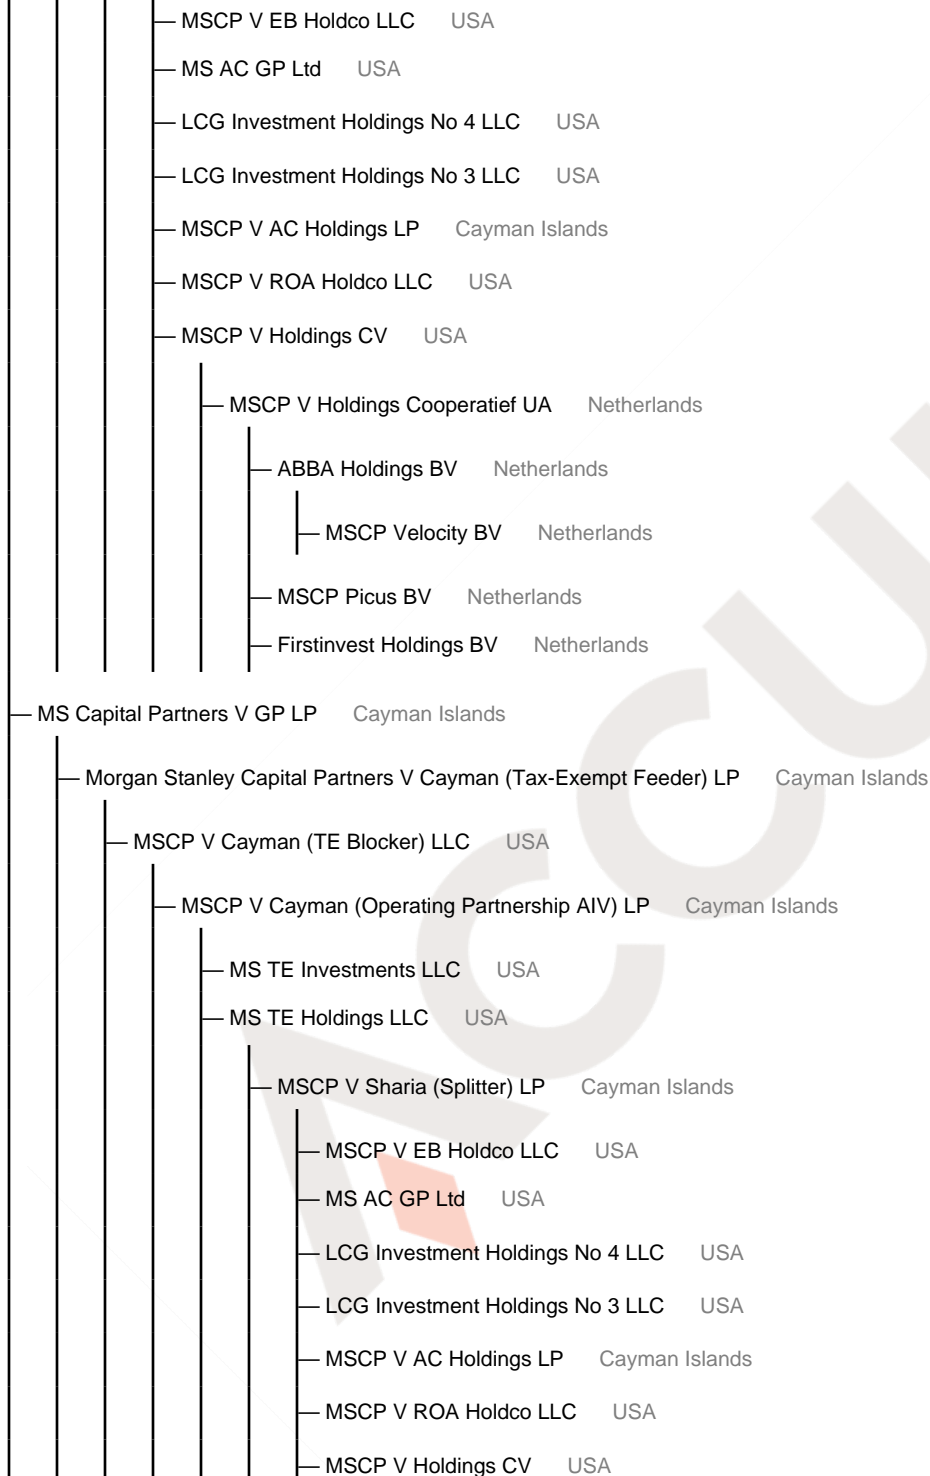 MSCP V EB Holdco LLC USA
MS AC GP Ltd USA
LCG Investment Holdings No 4 LLC USA
LCG Investment Holdings No 3 LLC USA
MSCP V AC Holdings LP Cayman Islands
MSCP V ROA Holdco LLC USA
MSCP V Holdings CV USA
MSCP V Holdings Cooperatief UA Netherlands
ABBA Holdings BV Netherlands
MSCP Velocity BV Netherlands
MSCP Picus BV Netherlands
Firstinvest Holdings BV Netherlands
MS Capital Partners V GP LP Cayman Islands
Morgan Stanley Capital Partners V Cayman (Tax-Exempt Feeder) LP Cayman Islands
MSCP V Cayman (TE Blocker) LLC USA
MSCP V Cayman (Operating Partnership AIV) LP Cayman Islands
MS TE Investments LLC USA
MS TE Holdings LLC USA
MSCP V Sharia (Splitter) LP Cayman Islands
MSCP V EB Holdco LLC USA
MS AC GP Ltd USA
LCG Investment Holdings No 4 LLC USA
LCG Investment Holdings No 3 LLC USA
MSCP V AC Holdings LP Cayman Islands
MSCP V ROA Holdco LLC USA
MSCP V Holdings CV USA